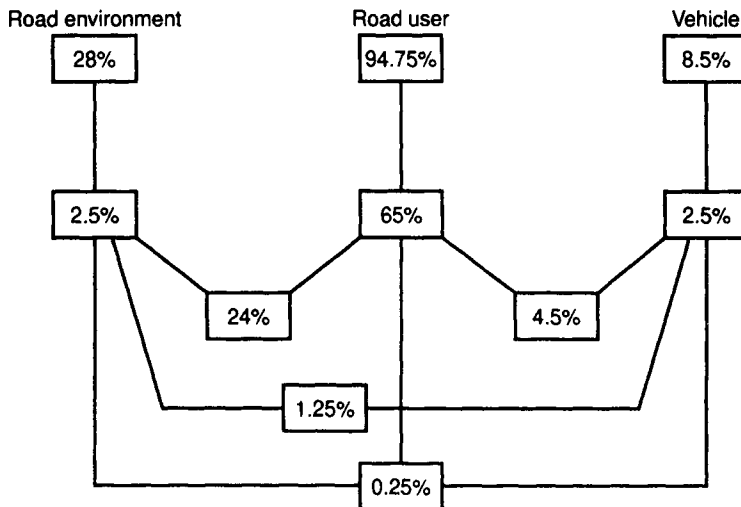 Road environment Road user Vehicle
28% 94.75% 8.5%
2.5% 65% 2.5%
24% 4.5%
1.25%
0.25%